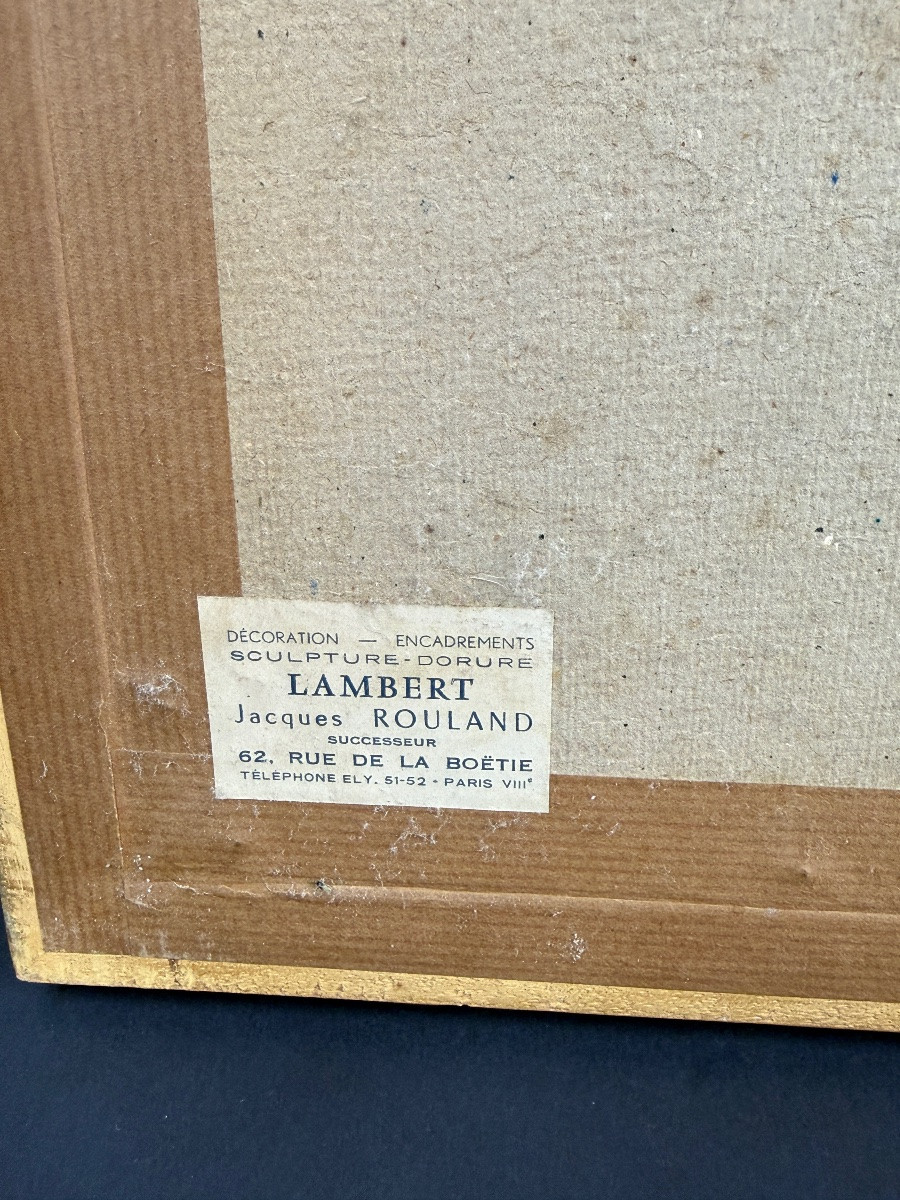 DÉCORATION — ENCADREMENTS
SCULPTURE-DORURE
LAMBERT
Jacques ROULAND
SUCCESSEUR
62, RUE DE LA BOËTIE
TÉLÉPHONE ELY. 51-52 - PARIS VIIIᵉ